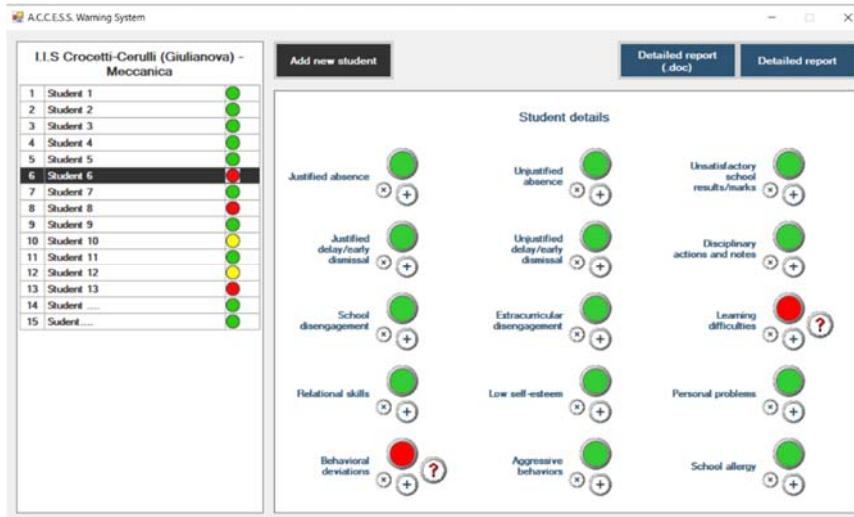 A.C.C.E.S.S. Warning System
I.I.S Crocetti-Cerulli (Giulianova) -
Meccanica
Add new student
Detailed report
(.doc)
Detailed report
1 Student 1
2 Student 2
3 Student 3
4 Student 4
5 Student 5
6 Student 6
7 Student 7
8 Student 8
9 Student 9
10 Student 10
11 Student 11
12 Student 12
13 Student 13
14 Student ....
15 Sudent....
Student details
Justified absence
Unjustified
absence
Unsatisfactory
school
results/marks
Justified
delay/early
dismissal
Unjustified
delay/early
dismissal
Disciplinary
actions and notes
School
disengagement
Extracurricular
disengagement
Learning
difficulties
?
Relational skills
Low self-esteem
Personal problems
Behavioral
deviations
?
Aggressive
behaviors
School allergy